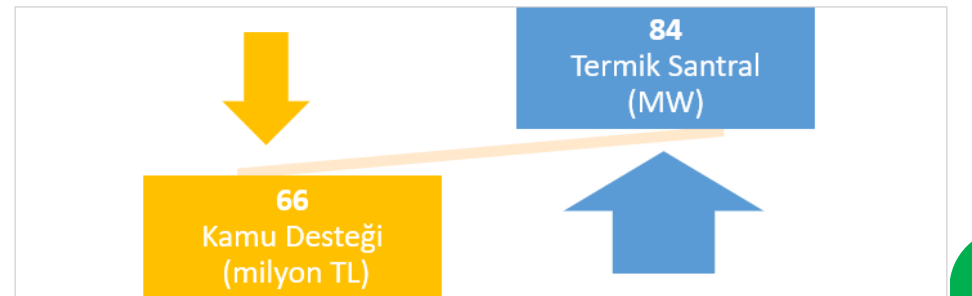 84
Termik Santral
(MW)
66
Kamu Desteği
(milyon TL)